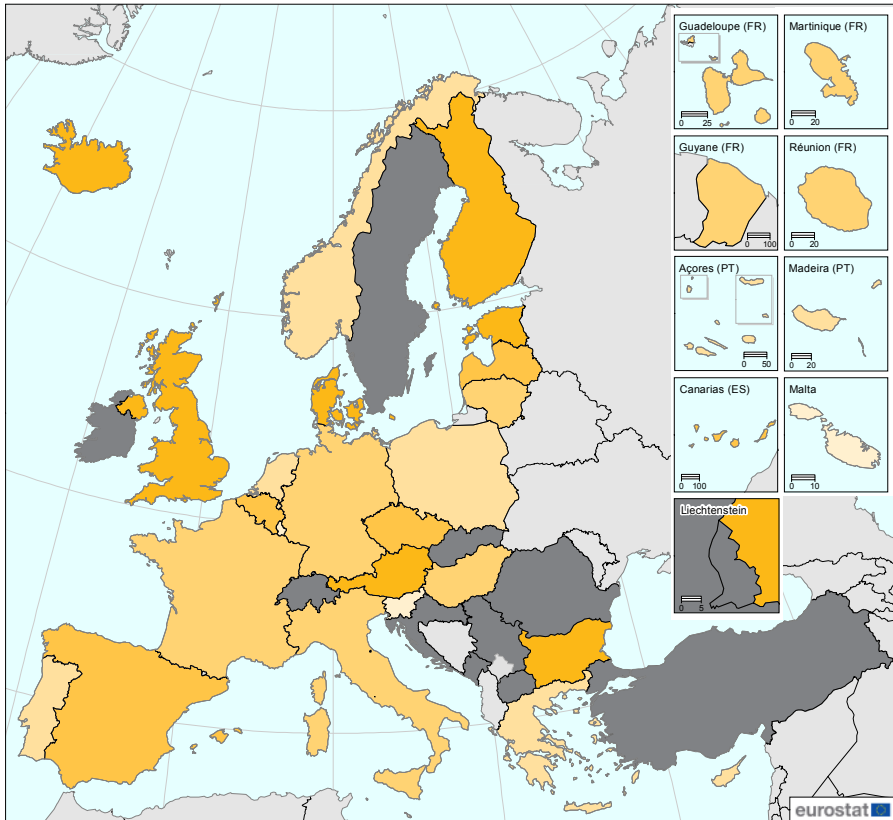 Guadeloupe (FR)
0 25
Martinique (FR)
0 20
Guyane (FR)
0 100
Réunion (FR)
0 20
Açores (PT)
0 50
Madeira (PT)
0 20
Canarias (ES)
0 100
Malta
0 10
Liechtenstein
0 5
eurostat